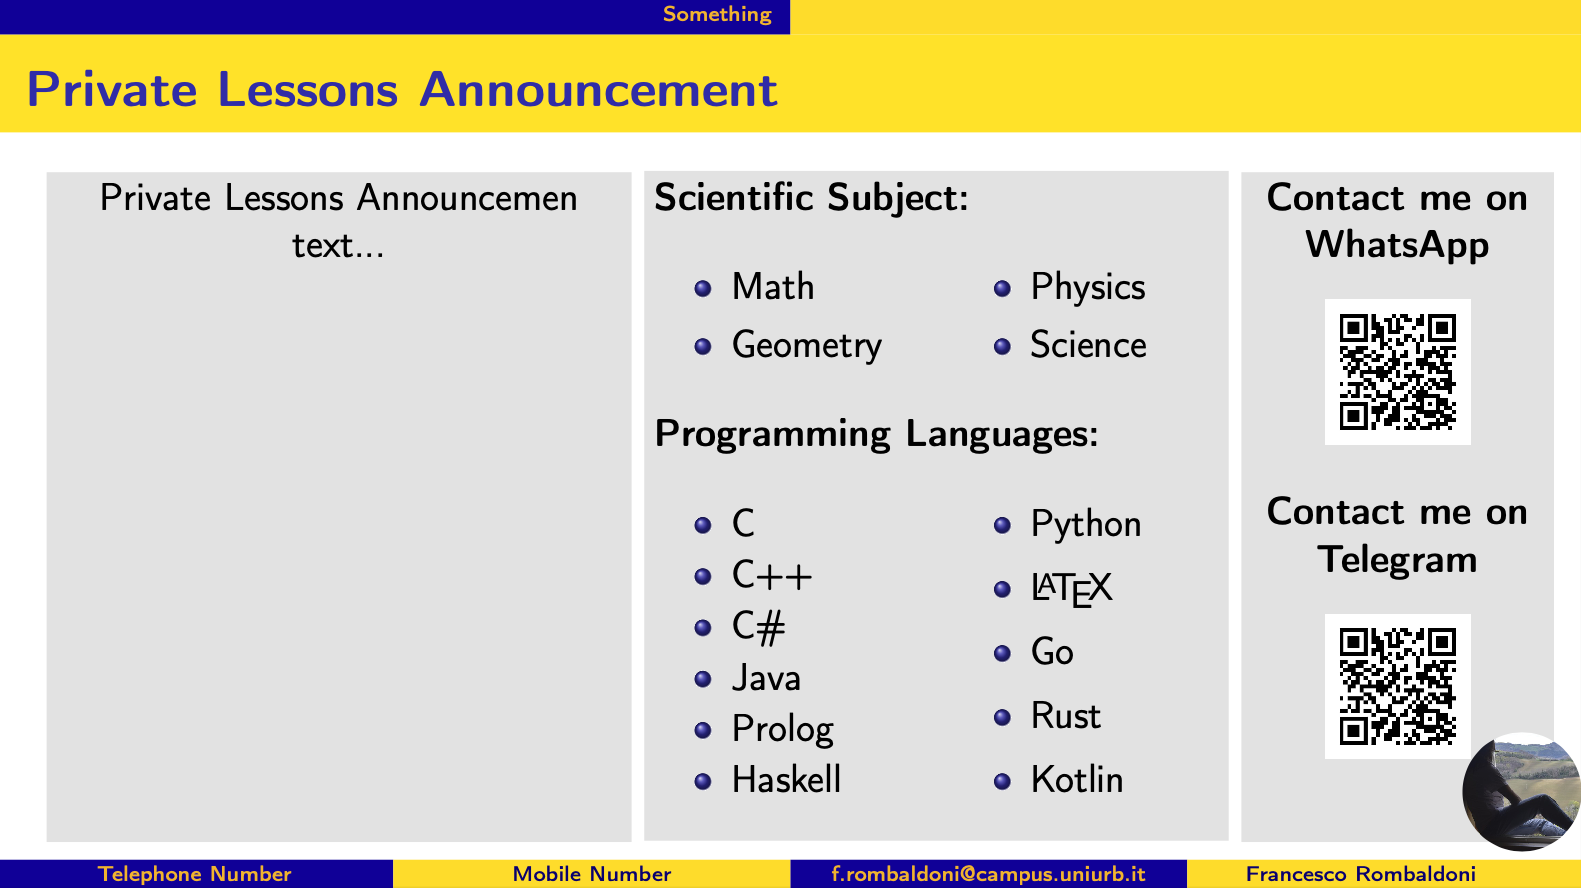 Something
Private Lessons Announcement
Private Lessons Announcemen
text...
Scientific Subject:
Math
Geometry
Physics
Science
Programming Languages:
C
C++
C#
Java
Prolog
Haskell
Python
LATEX
Go
Rust
Kotlin
Contact me on
WhatsApp
Contact me on
Telegram
Telephone Number
Mobile Number
f.rombaldoni@campus.uniurb.it
Francesco Rombaldoni